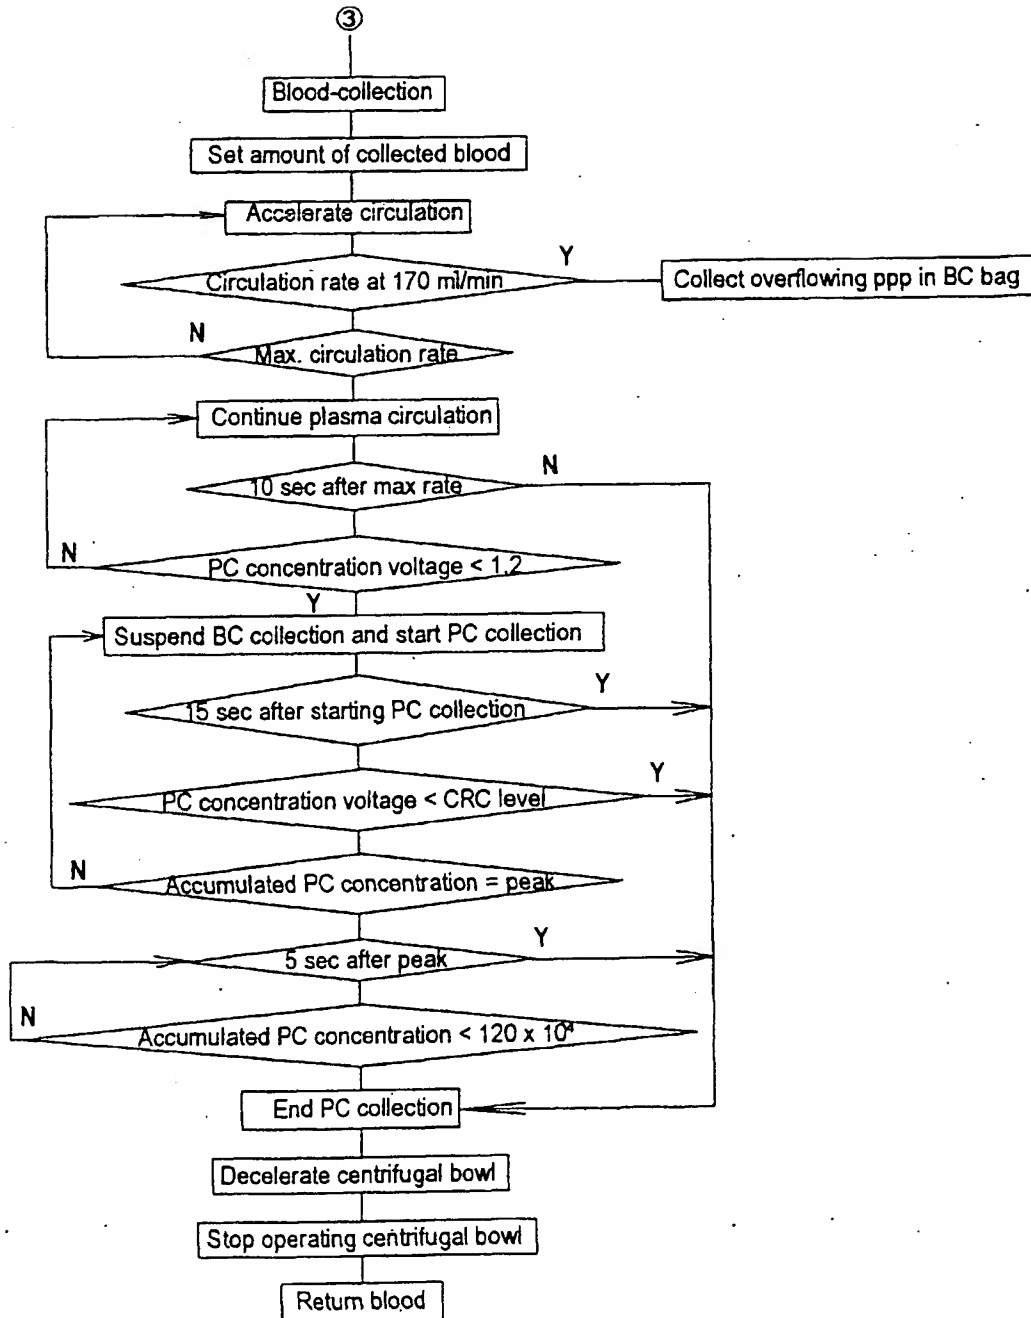 ③
Blood-collection
Set amount of collected blood
Accelerate circulation
Y
Circulation rate at 170 ml/min
Collect overflowing ppp in BC bag
N
Max. circulation rate
Continue plasma circulation
N
10 sec after max rate
N
PC concentration voltage < 1.2
Y
Suspend BC collection and start PC collection
Y
15 sec after starting PC collection
Y
PC concentration voltage < CRC level
N
Accumulated PC concentration = peak
Y
5 sec after peak
N
Accumulated PC concentration < 120 x 10⁴
End PC collection
Decelerate centrifugal bowl
Stop operating centrifugal bowl
Return blood